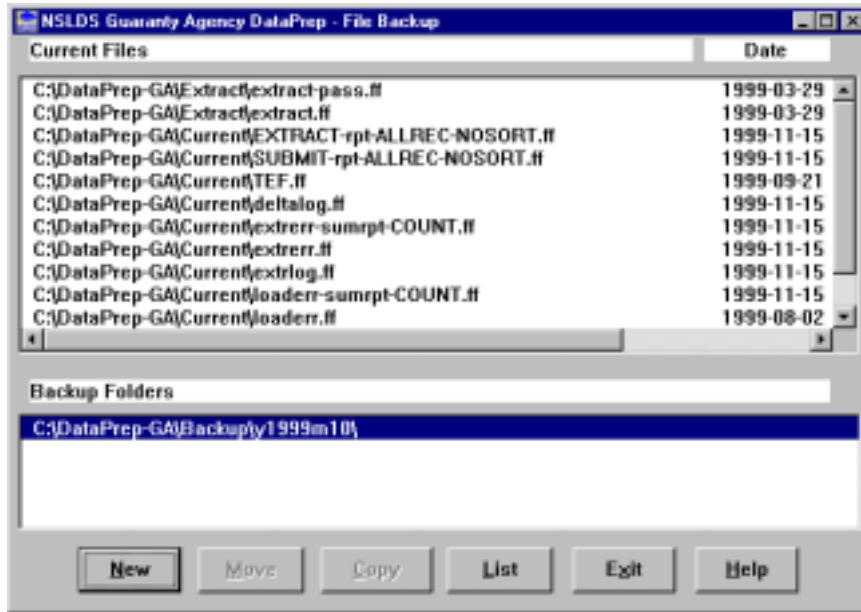 NSLDS Guaranty Agency DataPrep - File Backup
Current Files Date
C:\DataPrep-GA\Extract\extract-pass.ff 1999-03-29
C:\DataPrep-GA\Extract\extract.ff 1999-03-29
C:\DataPrep-GA\Current\EXTRACT-rpt-ALLREC-NOSORT.ff 1999-11-15
C:\DataPrep-GA\Current\SUBMIT-rpt-ALLREC-NOSORT.ff 1999-11-15
C:\DataPrep-GA\Current\TEF.ff 1999-09-21
C:\DataPrep-GA\Current\deltalog.ff 1999-11-15
C:\DataPrep-GA\Current\extrerr-sumrpt-COUNT.ff 1999-11-15
C:\DataPrep-GA\Current\extrerr.ff 1999-11-15
C:\DataPrep-GA\Current\extrlog.ff 1999-11-15
C:\DataPrep-GA\Current\loaderr-sumrpt-COUNT.ff 1999-11-15
C:\DataPrep-GA\Current\loaderr.ff 1999-08-02
Backup Folders
C:\DataPrep-GA\Backup\y1999m10\
New Move Copy List Exit Help